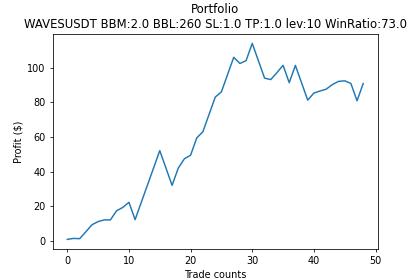 Portfolio
WAVESUSDT BBM:2.0 BBL:260 SL:1.0 TP:1.0 lev:10 WinRatio:73.0
100
80
60
40
20
0
Profit ($)
0 10 20 30 40 50
Trade counts